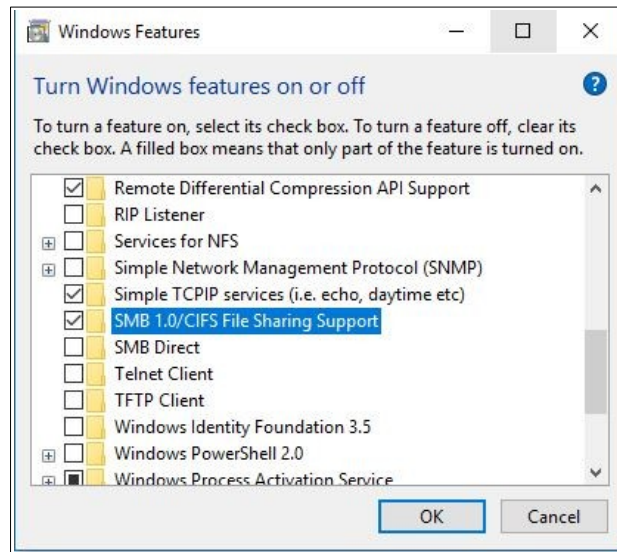 Windows Features
Turn Windows features on or off
To turn a feature on, select its check box. To turn a feature off, clear its
check box. A filled box means that only part of the feature is turned on.
Remote Differential Compression API Support
RIP Listener
Services for NFS
Simple Network Management Protocol (SNMP)
Simple TCPIP services (i.e. echo, daytime etc)
SMB 1.0/CIFS File Sharing Support
SMB Direct
Telnet Client
TFTP Client
Windows Identity Foundation 3.5
Windows PowerShell 2.0
Windows Process Activation Service
OK Cancel